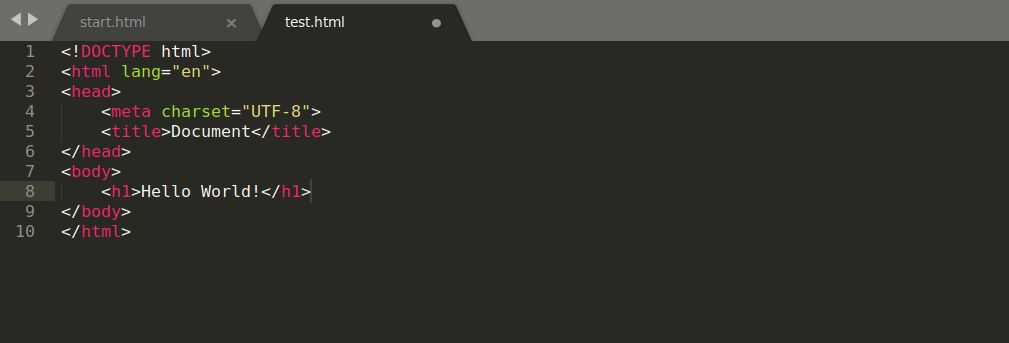 start.html × test.html
1 <!DOCTYPE html>
2 <html lang="en">
3 <head>
4     <meta charset="UTF-8">
5     <title>Document</title>
6 </head>
7 <body>
8     <h1>Hello World!</h1>
9 </body>
10 </html>